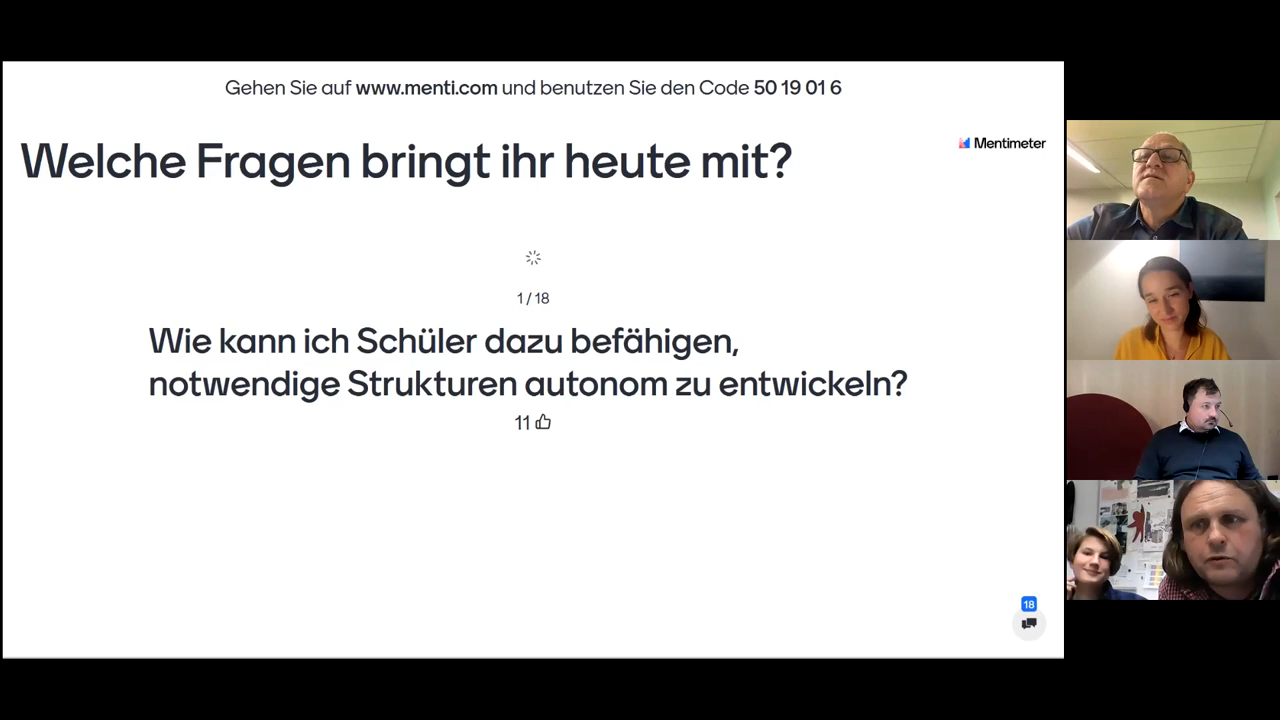 Gehen Sie auf www.menti.com und benutzen Sie den Code 50 19 01 6
Welche Fragen bringt ihr heute mit?
Mentimeter
1 / 18
Wie kann ich Schüler dazu befähigen,
notwendige Strukturen autonom zu entwickeln?
11
18